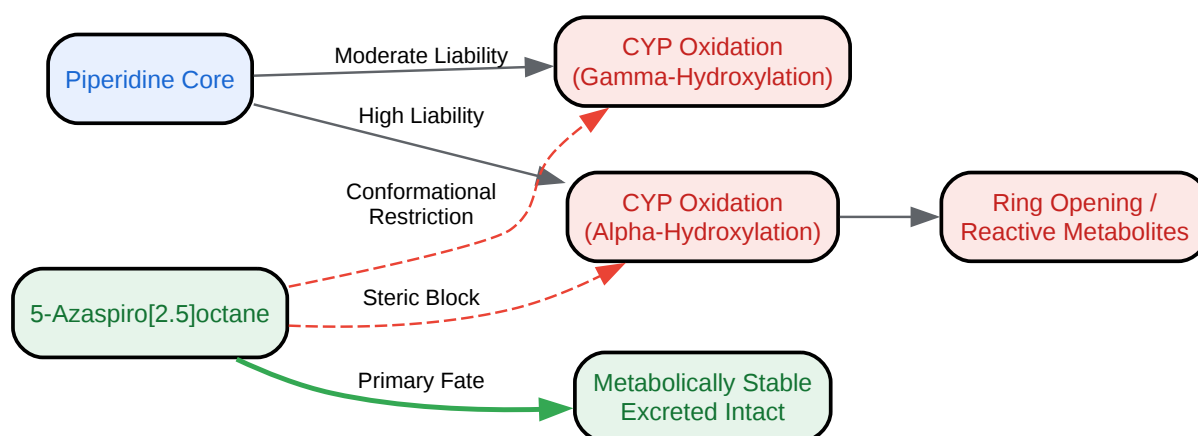 Piperidine Core
Moderate Liability
CYP Oxidation
(Gamma-Hydroxylation)
High Liability
Conformational
Restriction
CYP Oxidation
(Alpha-Hydroxylation)
Ring Opening /
Reactive Metabolites
5-Azaspiro[2.5]octane
Steric Block
Primary Fate
Metabolically Stable
Excreted Intact